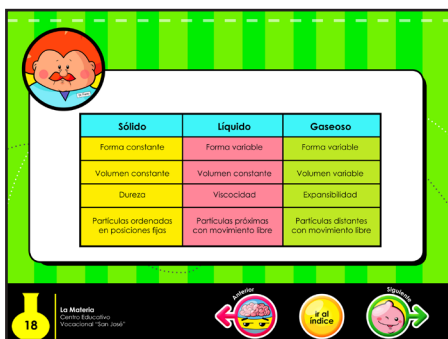 Sólido Líquido Gaseoso
Forma constante Forma variable Forma variable
Volumen constante Volumen constante Volumen variable
Dureza Viscocidad Expansibilidad
Partículas ordenadas Partículas próximas Partículas distantes
en posiciones fijas con movimiento libre con movimiento libre
18
La Materia
Centro Educativo
Vocacional "San José"
Anterior
ir al
índice
Siguiente